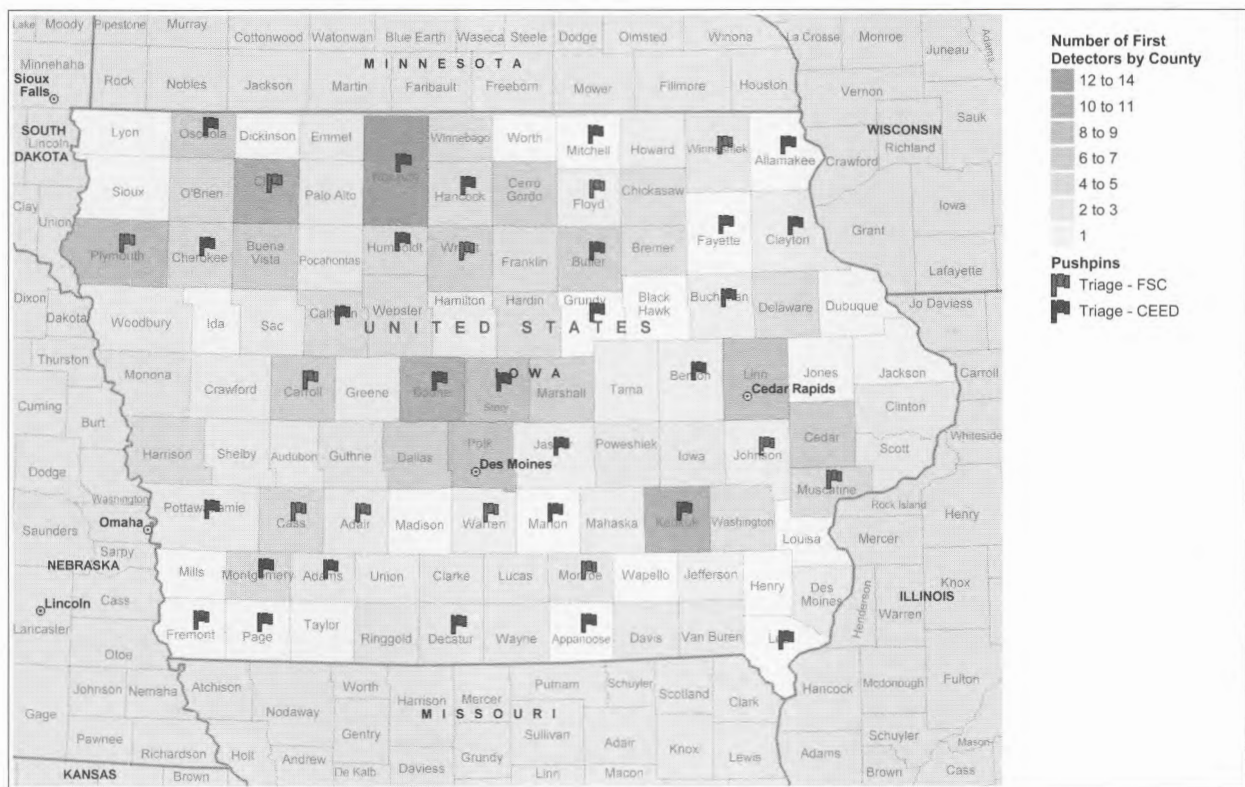 Lake Moody Pipestone Murray
Cottonwood Watonwan Blue Earth Waseca Steele Dodge Olmsted Winona La Crosse Monroe Adams
Juneau
Minnehaha
MINNESOTA
Sioux Falls
Rock Nobles Jackson Martin Faribault Freeborn Mower Fillmore Houston Vernon
Sauk
SOUTH DAKOTA
Lincoln
WISCONSIN
Richland
Crawford
Lyon Osceola Dickinson Emmet Winnebago Worth Mitchell Howard Winneshiek Allamakee
Sioux O'Brien Palo Alto Hancock Cerro Gordo Floyd Chickasaw
Clay Union
Iowa
Grant
Lafayette
Plymouth Cherokee Buena Vista Pocahontas Humboldt Franklin Butler Bremer Fayette Clayton
Dixon
Dakota
Woodbury Ida Sac Webster Hamilton Hardin Grundy Black Hawk Delaware Dubuque Jo Daviess
UNITED STATES
Thurston
Monona Crawford Carroll Greene Marshall Tama Linn Jones Jackson Carroll
IOWA
Story
Cedar Rapids
Cuming
Burt
Clinton
Whiteside
Harrison Shelby Audubon Guthrie Dallas Polk Poweshiek Iowa Johnson Cedar Scott
Des Moines
Dodge
Washington
Muscatine
Rock Island
Henry
Saunders
Omaha
Cass Adair Madison Warren Marion Mahaska Keokuk Washington Louisa
Mercer
Sarpy
NEBRASKA
Mills Montgomery Adams Union Clarke Lucas Monroe Wapello Jefferson Henry Des Moines
Henderson
Warren
Knox
ILLINOIS
Lincoln
Cass
Lancaster
Otoe
Fremont Page Taylor Ringgold Decatur Wayne Appanoose Davis Van Buren
Johnson Nemaha Atchison
Nodaway
Worth
Harrison
Mercer
Putnam
Schuyler
Scotland
Clark
Hancock
Mcdonough
Fulton
MISSOURI
Gage
Pawnee
Richardson
Holt
Andrew
Gentry
De Kalb
Daviess
Grundy
Sullivan
Linn
Adair
Macon
Knox
Lewis
Adams
Schuyler
Brown
Mason
Cass
KANSAS
Brown
Number of First
Detectors by County
12 to 14
10 to 11
8 to 9
6 to 7
4 to 5
2 to 3
1
Pushpins
Triage - FSC
Triage - CEED